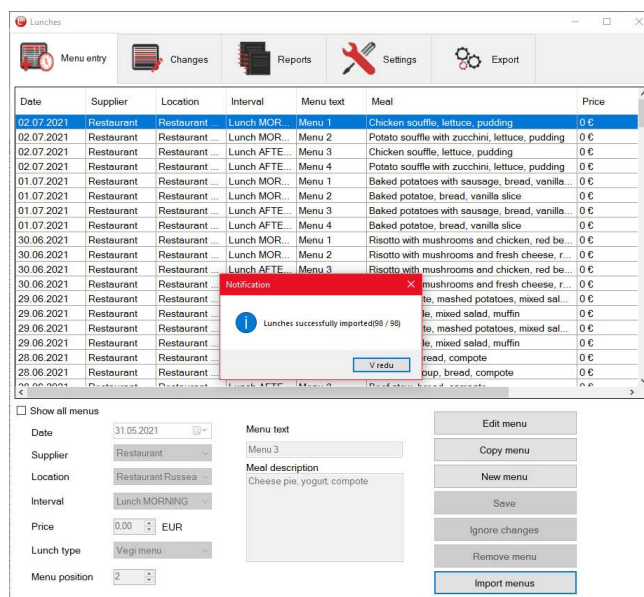 Lunches
Menu entry Changes Reports Settings Export
Date Supplier Location Interval Menu text Meal Price
02.07.2021 Restaurant Restaurant ... Lunch MOR... Menu 1 Chicken souffle, lettuce, pudding 0 €
02.07.2021 Restaurant Restaurant ... Lunch MOR... Menu 2 Potato souffle with zucchini, lettuce, pudding 0 €
02.07.2021 Restaurant Restaurant ... Lunch AFTE... Menu 3 Chicken souffle, lettuce, pudding 0 €
02.07.2021 Restaurant Restaurant ... Lunch AFTE... Menu 4 Potato souffle with zucchini, lettuce, pudding 0 €
01.07.2021 Restaurant Restaurant ... Lunch MOR... Menu 1 Baked potatoes with sausage, bread, vanilla... 0 €
01.07.2021 Restaurant Restaurant ... Lunch MOR... Menu 2 Baked potatoe, bread, vanilla slice 0 €
01.07.2021 Restaurant Restaurant ... Lunch AFTE... Menu 3 Baked potatoes with sausage, bread, vanilla... 0 €
01.07.2021 Restaurant Restaurant ... Lunch AFTE... Menu 4 Baked potatoe, bread, vanilla slice 0 €
30.06.2021 Restaurant Restaurant ... Lunch MOR... Menu 1 Risotto with mushrooms and chicken, red be... 0 €
30.06.2021 Restaurant Restaurant ... Lunch MOR... Menu 2 Risotto with mushrooms and fresh cheese, r... 0 €
30.06.2021 Restaurant Restaurant ... Lunch AFTE... Menu 3 Risotto with mushrooms and chicken, red be... 0 €
30.06.2021 Restaurant Restaurant ... mushrooms and fresh cheese, r... 0 €
29.06.2021 Restaurant Restaurant ... te, mashed potatoes, mixed sal... 0 €
29.06.2021 Restaurant Restaurant ... le, mixed salad, muffin 0 €
29.06.2021 Restaurant Restaurant ... te, mashed potatoes, mixed sal... 0 €
29.06.2021 Restaurant Restaurant ... le, mixed salad, muffin 0 €
28.06.2021 Restaurant Restaurant ... read, compote 0 €
28.06.2021 Restaurant Restaurant ... oup, bread, compote 0 €
Notification
Lunches successfully imported(98 / 98)
V redu
Show all menus
Date 31.05.2021
Supplier Restaurant
Location Restaurant Russea
Interval Lunch MORNING
Price 0,00 EUR
Lunch type Vegi menu
Menu position 2
Menu text
Menu 3
Meal description
Cheese pie, yogurt, compote
Edit menu
Copy menu
New menu
Save
Ignore changes
Remove menu
Import menus